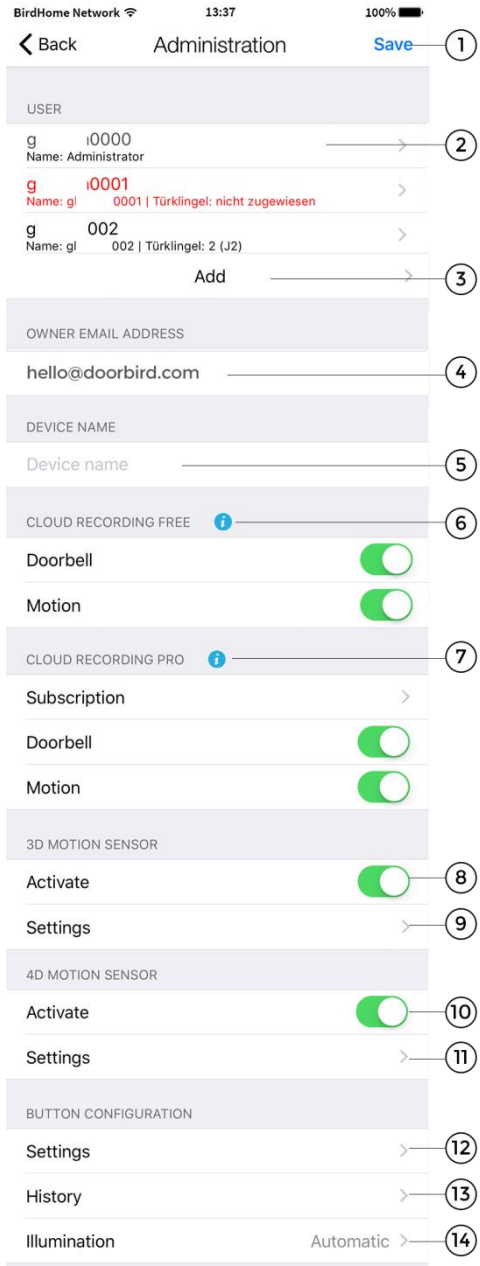 BirdHome Network 13:37 100%
Back Administration Save 1
USER
g 0000 2
Name: Administrator
g 0001
Name: gl 0001 | Türklingel: nicht zugewiesen
g 002
Name: gl 002 | Türklingel: 2 (J2)
Add 3
OWNER EMAIL ADDRESS
hello@doorbird.com 4
DEVICE NAME
Device name 5
CLOUD RECORDING FREE i 6
Doorbell
Motion
CLOUD RECORDING PRO i 7
Subscription
Doorbell
Motion
3D MOTION SENSOR
Activate 8
Settings 9
4D MOTION SENSOR
Activate 10
Settings 11
BUTTON CONFIGURATION
Settings 12
History 13
Illumination Automatic 14